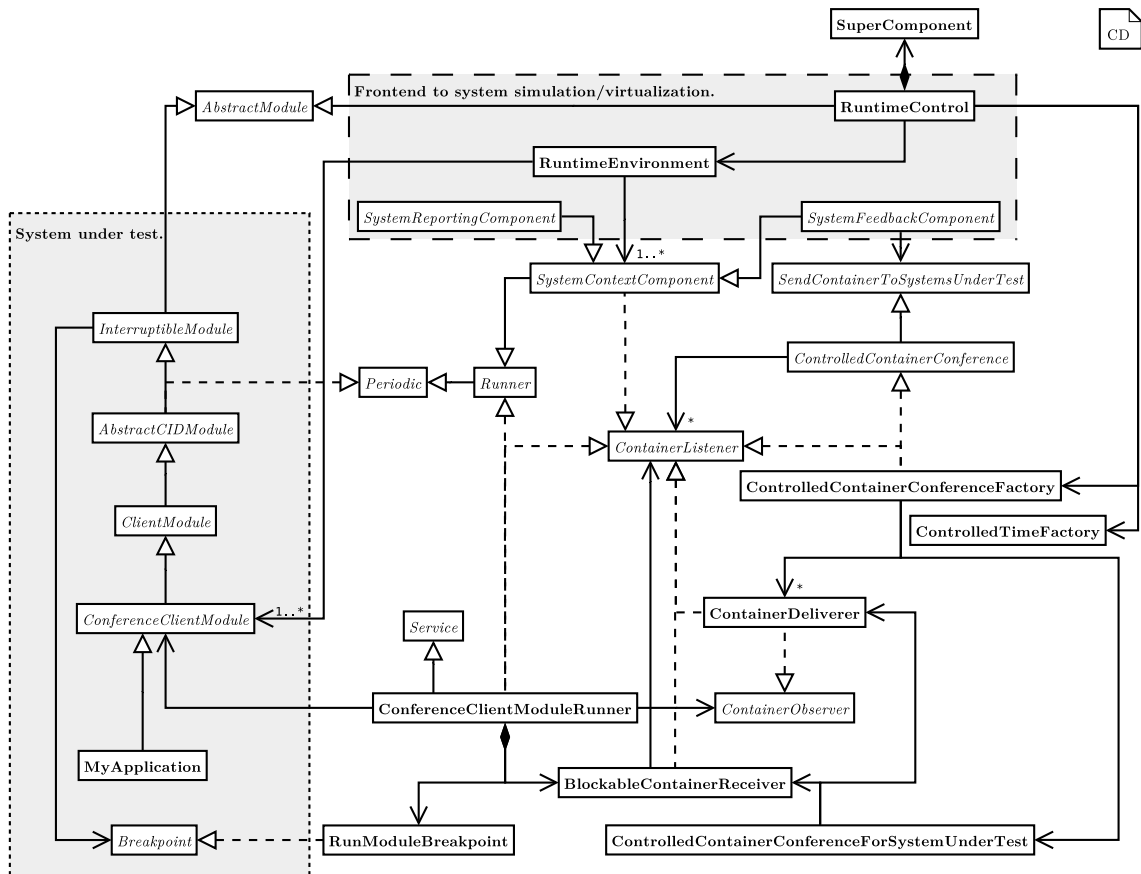 SuperComponent
CD
Frontend to system simulation/virtualization.
AbstractModule
RuntimeControl
RuntimeEnvironment
SystemReportingComponent
SystemFeedbackComponent
System under test.
1..*
SystemContextComponent
SendContainerToSystemsUnderTest
InterruptibleModule
ControlledContainerConference
Periodic
Runner
*
AbstractCIDModule
ContainerListener
ControlledContainerConferenceFactory
ClientModule
ControlledTimeFactory
*
1..*
ConferenceClientModule
Service
ContainerDeliverer
ConferenceClientModuleRunner
ContainerObserver
MyApplication
BlockableContainerReceiver
Breakpoint
RunModuleBreakpoint
ControlledContainerConferenceForSystemUnderTest